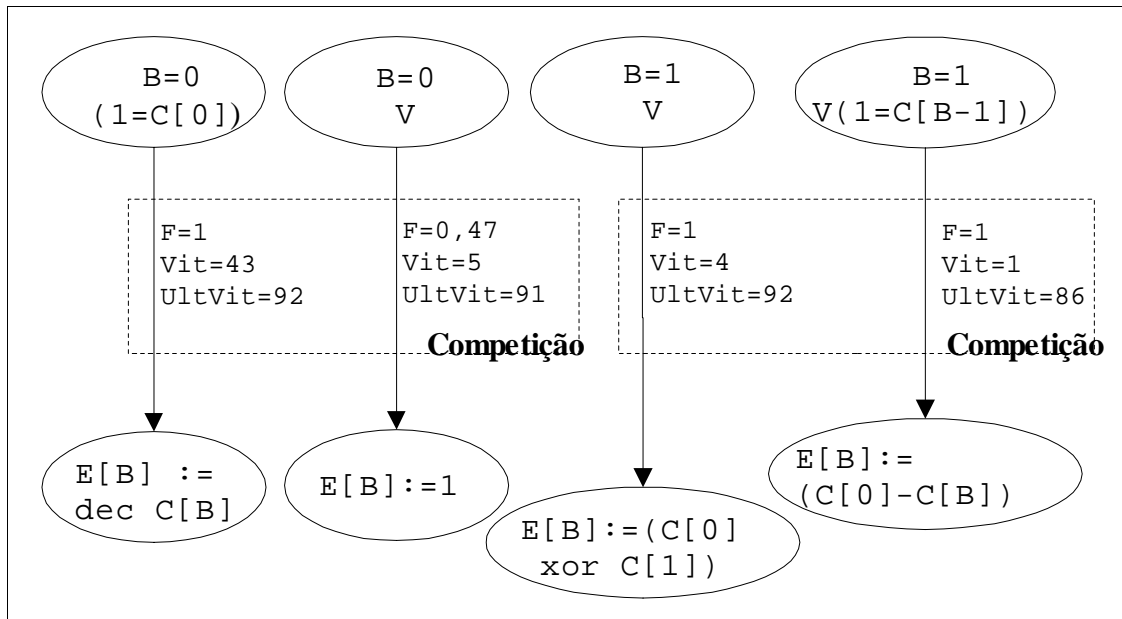 B=0
(1=C[0])
B=0
V
B=1
V
B=1
V(1=C[B-1])
F=1
Vit=43
UltVit=92
F=0,47
Vit=5
UltVit=91
Competição
F=1
Vit=4
UltVit=92
F=1
Vit=1
UltVit=86
Competição
E[B] :=
dec C[B]
E[B]:=1
E[B]:=(C[0]
xor C[1])
E[B]:=
(C[0]-C[B])